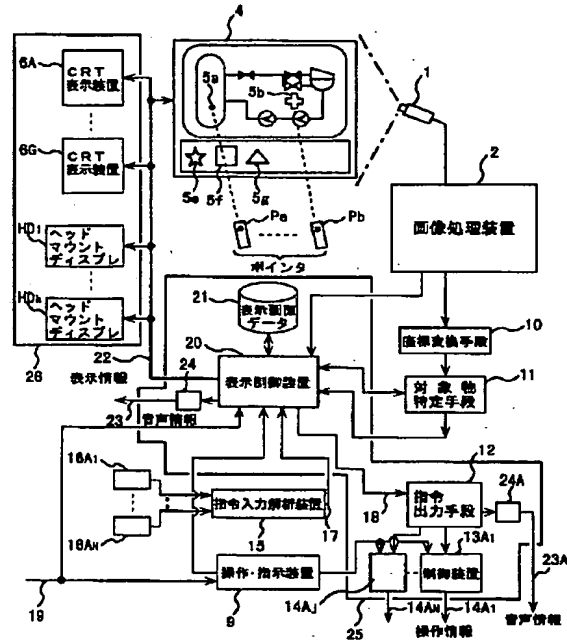 4
6A
CRT
表示装置
5a
5b
1
6G
CRT
表示装置
5e
5f
5g
2
画像処理装置
Pa
Pb
ポインタ
HD1
ヘッド
マウント
ディスプレ
HDh
ヘッド
マウント
ディスプレ
21
表示画面
データ
10
座標変換手段
28
22
表示情報
24
20
表示制御装置
11
対象物
特定手段
23
音声情報
12
指令
出力手段
24A
16A1
18
指令入力解析装置
17
15
13A1
23A
操作・指示装置
制御装置
19
9
14AJ
14AN
14A1
25
操作情報
音声情報